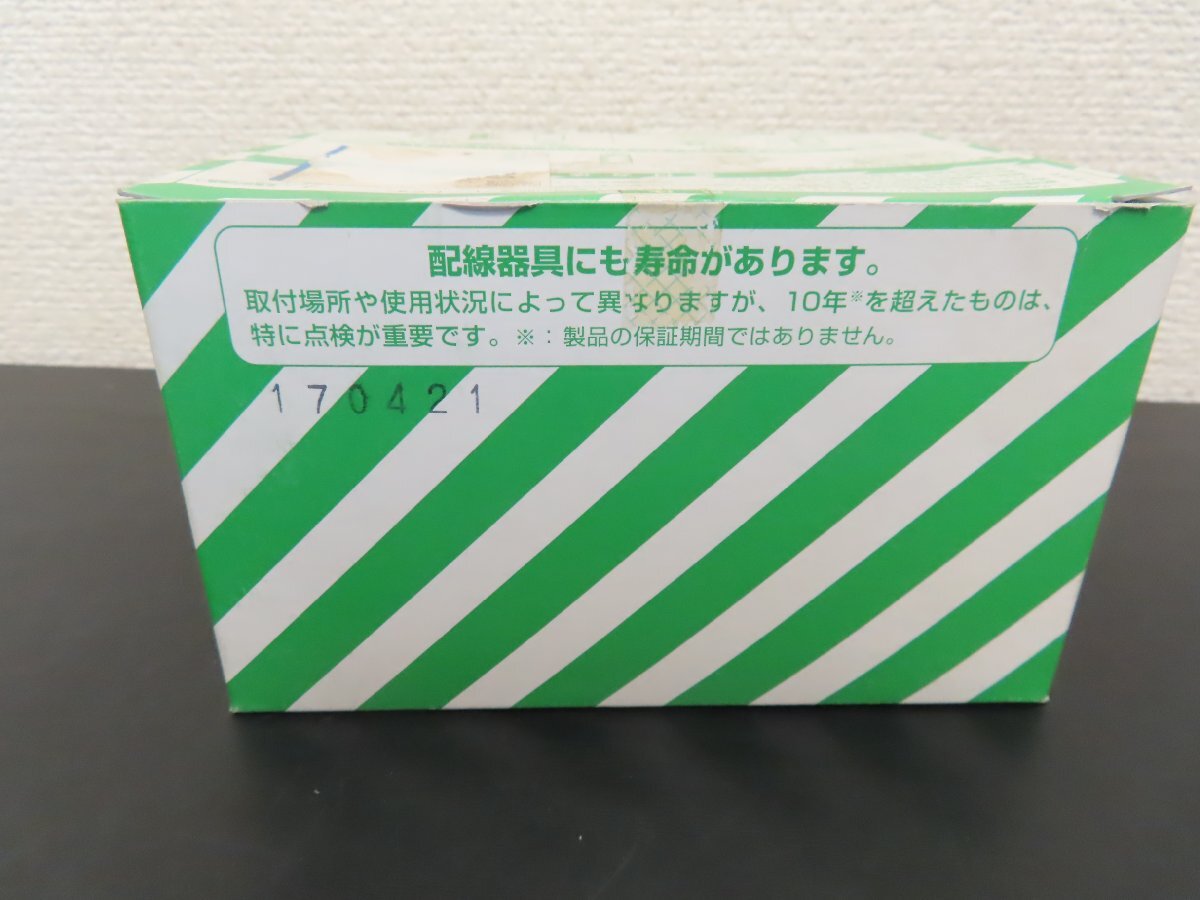 配線器具にも寿命があります。
取付場所や使用状況によって異なりますが、10年※を超えたものは、
特に点検が重要です。※：製品の保証期間ではありません。
170421